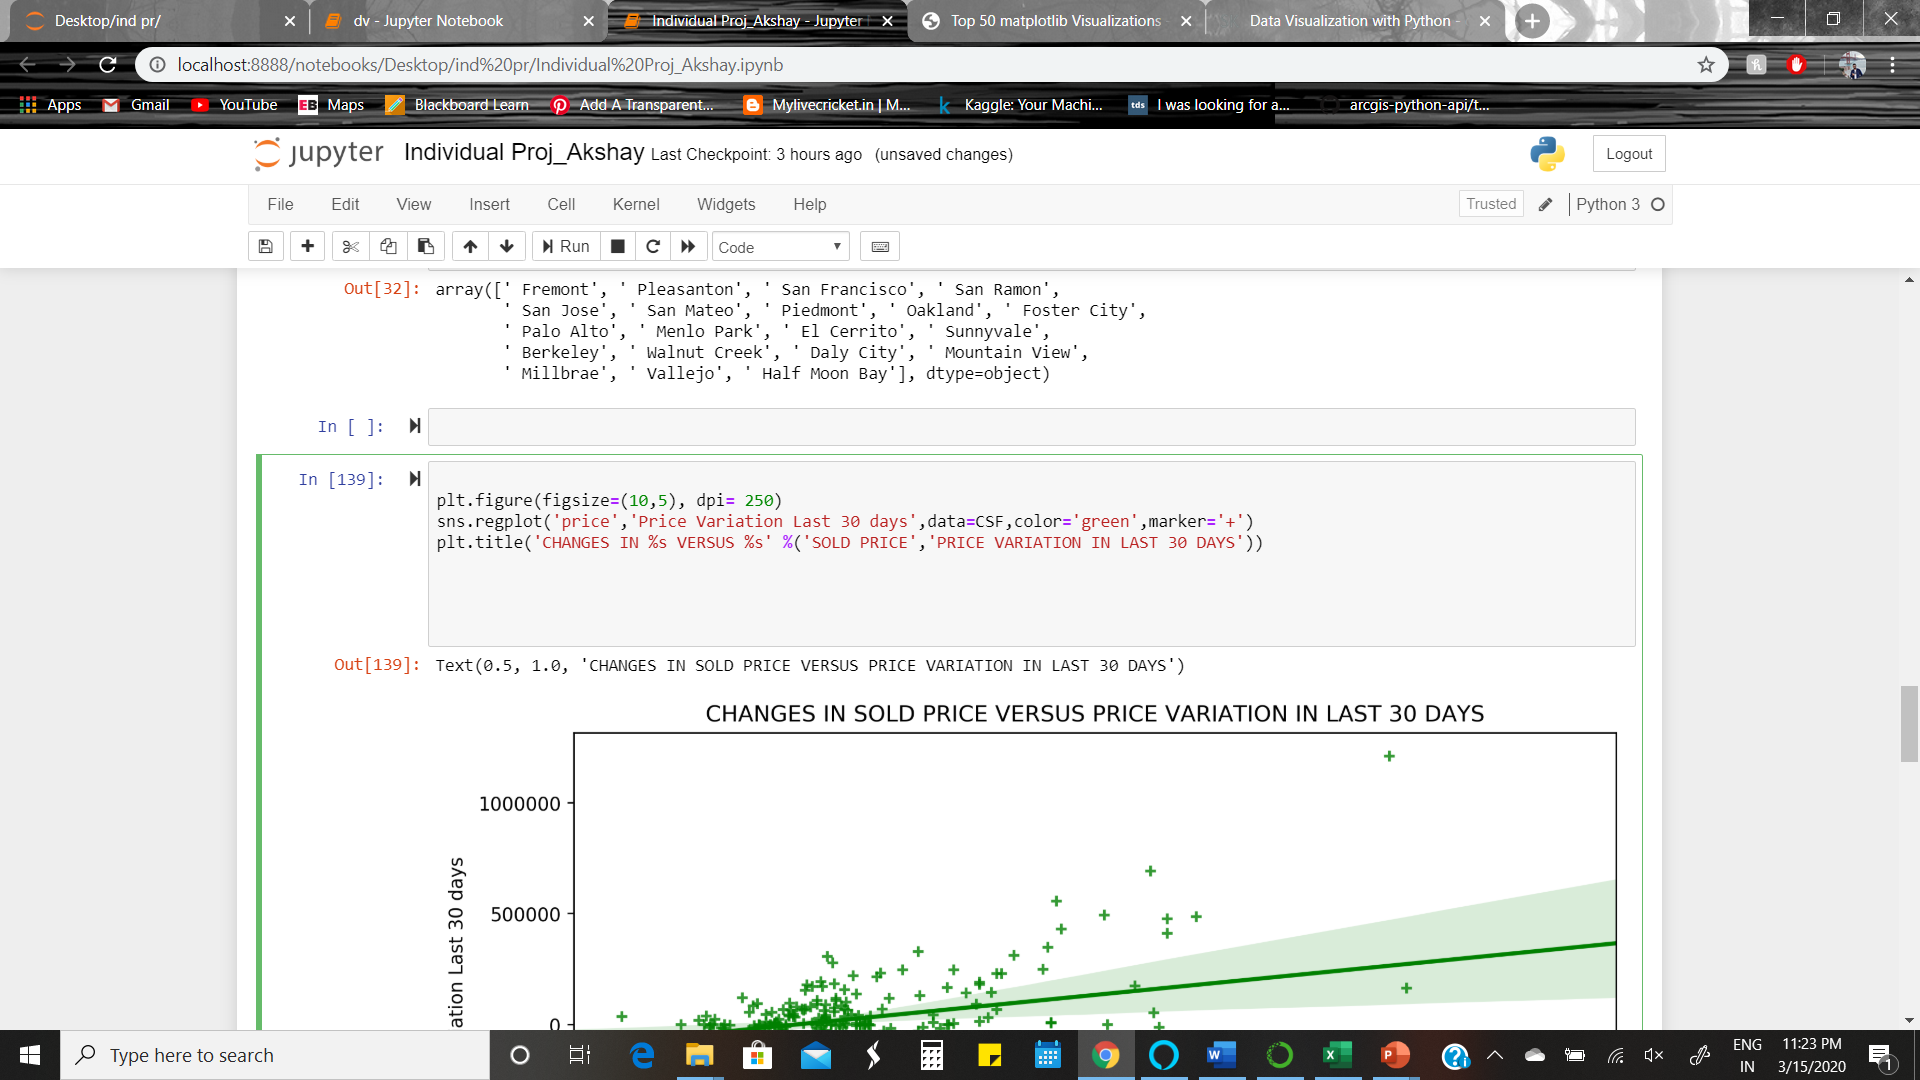 Desktop/ind pr/
dv - Jupyter Notebook
Individual Proj_Akshay - Jupyter
Top 50 matplotlib Visualizations
Data Visualization with Python -
localhost:8888/notebooks/Desktop/ind%20pr/Individual%20Proj_Akshay.ipynb
Apps
Gmail
YouTube
EB Maps
Blackboard Learn
Add A Transparent...
Mylivecricket.in | M...
k Kaggle: Your Machi...
tds I was looking for a...
arcgis-python-api/t...
jupyter Individual Proj_Akshay Last Checkpoint: 3 hours ago (unsaved changes)
Logout
File Edit View Insert Cell Kernel Widgets Help
Trusted Python 3
Run Code
Out[32]: array([' Fremont', ' Pleasanton', ' San Francisco', ' San Ramon',
' San Jose', ' San Mateo', ' Piedmont', ' Oakland', ' Foster City',
' Palo Alto', ' Menlo Park', ' El Cerrito', ' Sunnyvale',
' Berkeley', ' Walnut Creek', ' Daly City', ' Mountain View',
' Millbrae', ' Vallejo', ' Half Moon Bay'], dtype=object)
In [ ]:
In [139]:
plt.figure(figsize=(10,5), dpi= 250)
sns.regplot('price','Price Variation Last 30 days',data=CSF,color='green',marker='+')
plt.title('CHANGES IN %s VERSUS %s' %('SOLD PRICE','PRICE VARIATION IN LAST 30 DAYS'))
Out[139]: Text(0.5, 1.0, 'CHANGES IN SOLD PRICE VERSUS PRICE VARIATION IN LAST 30 DAYS')
CHANGES IN SOLD PRICE VERSUS PRICE VARIATION IN LAST 30 DAYS
1000000
500000
0
ation Last 30 days
Type here to search
ENG
IN
11:23 PM
3/15/2020
1